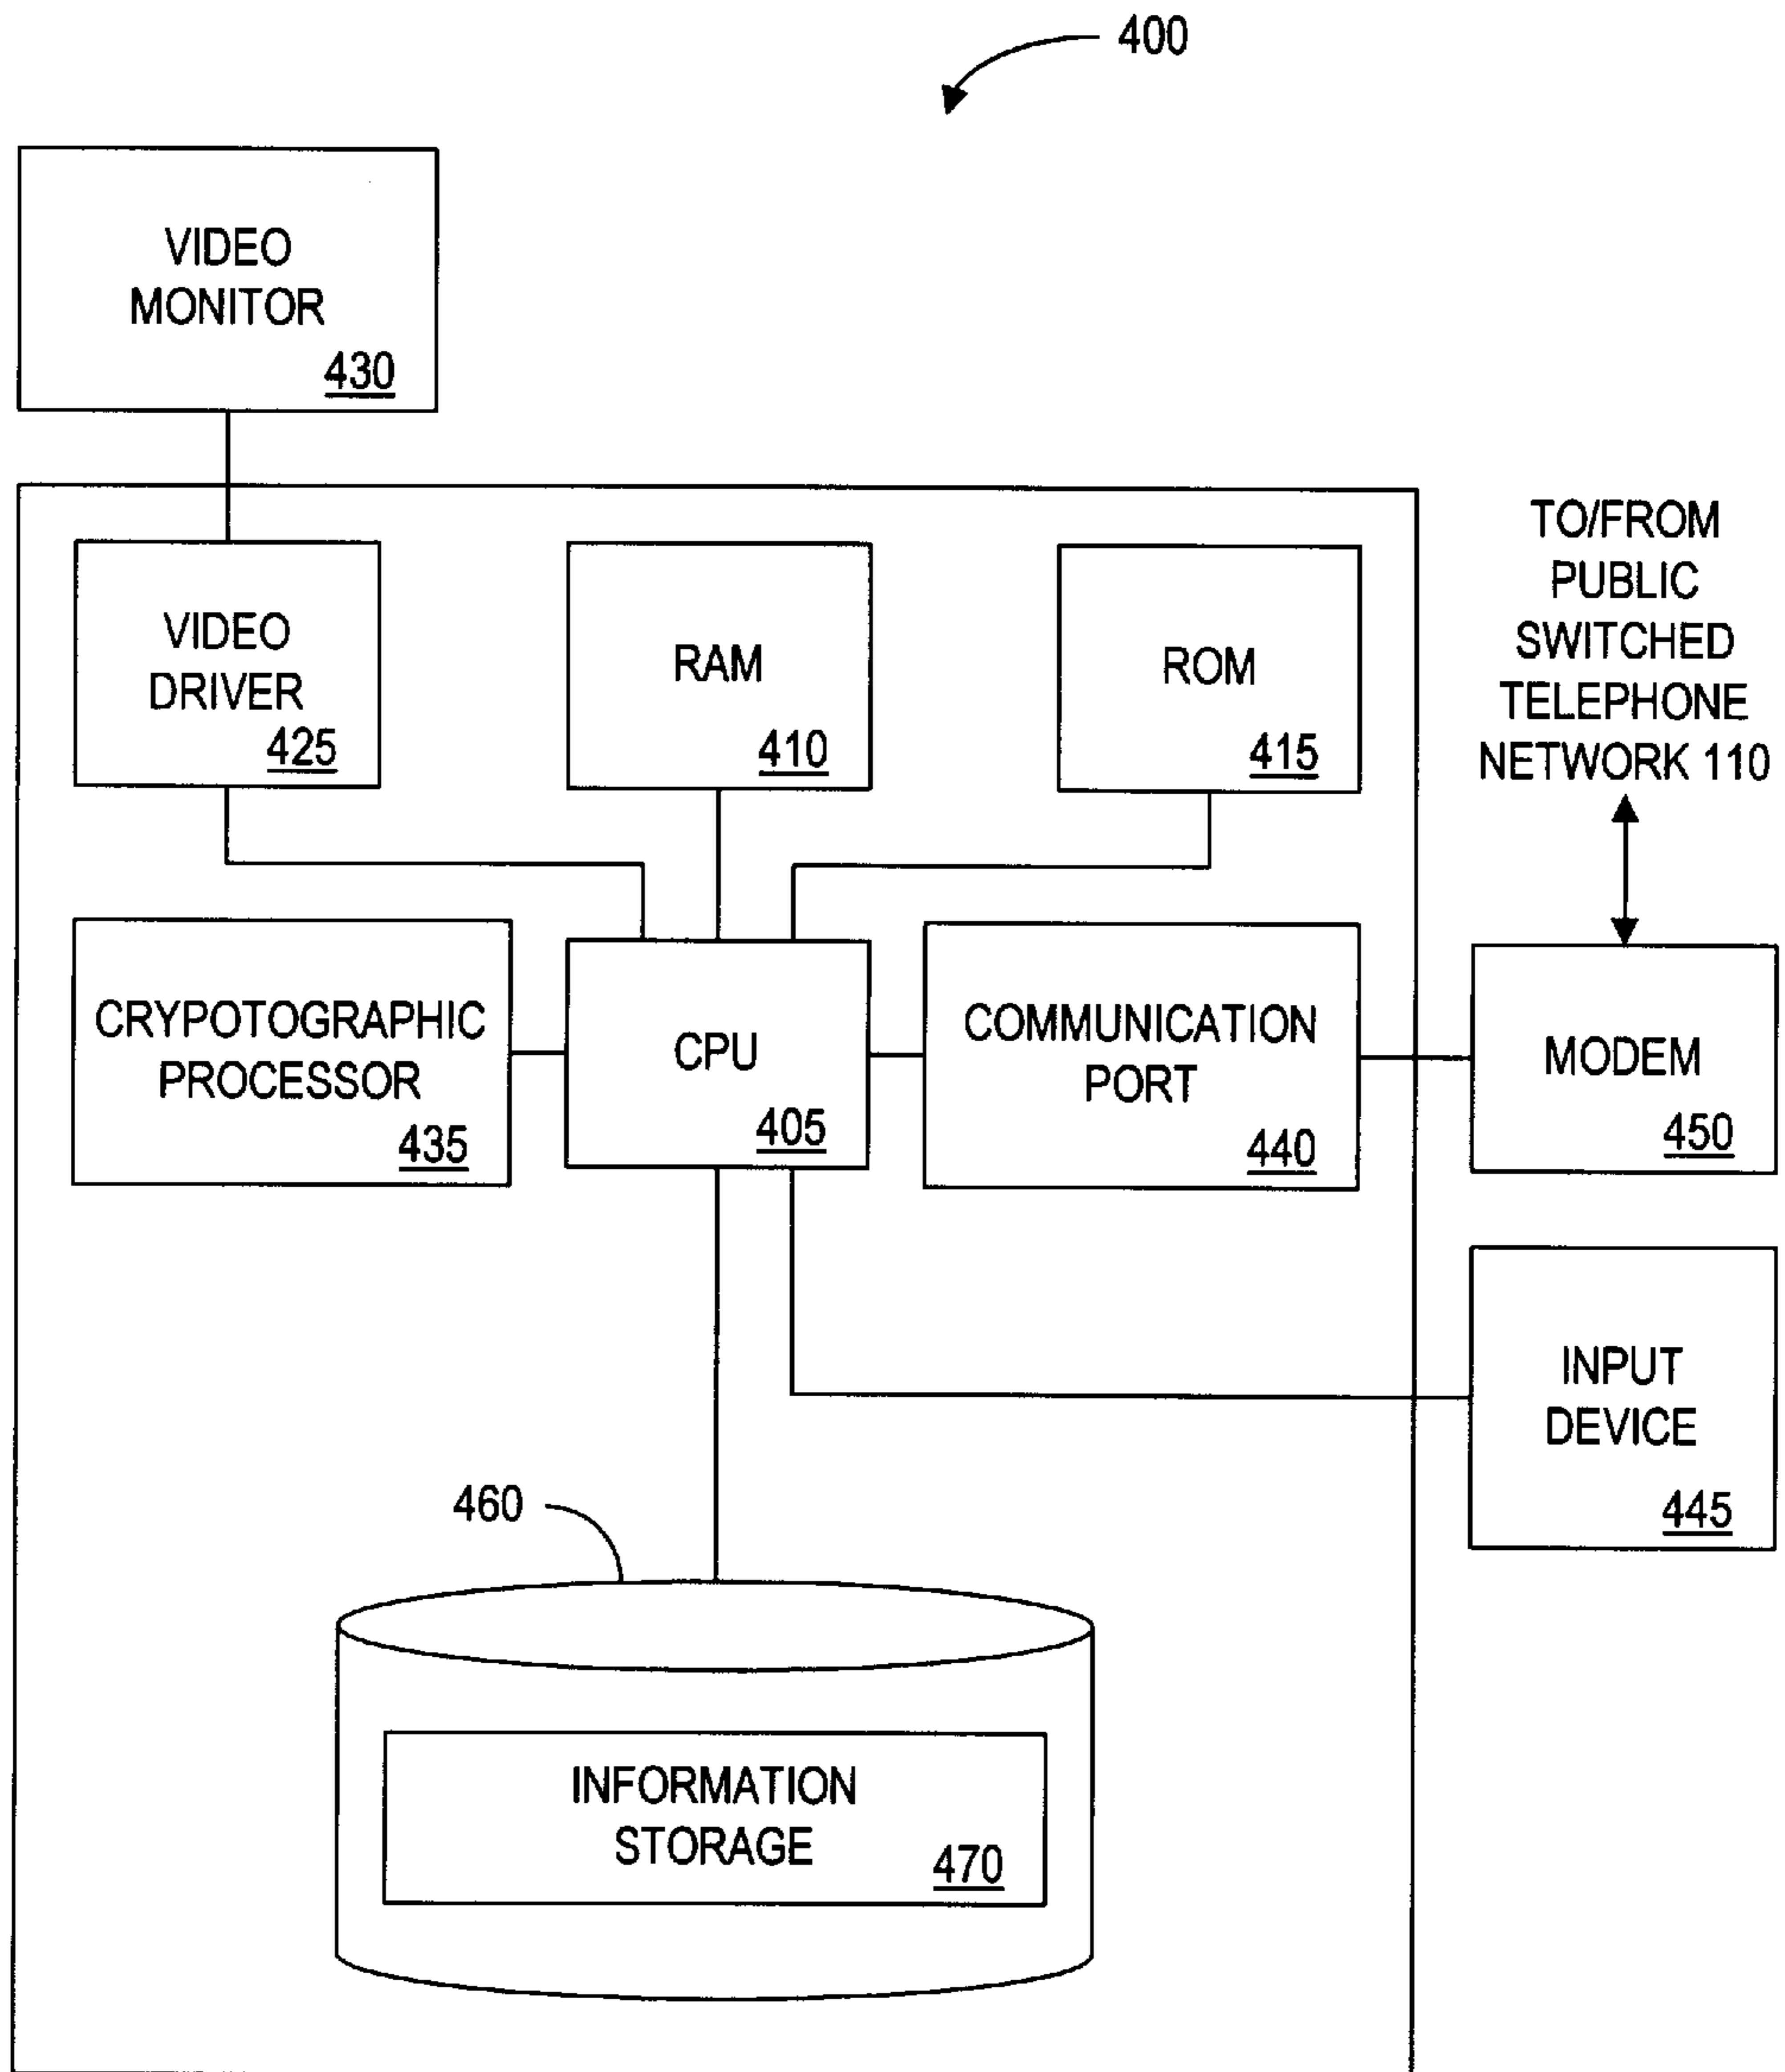 400
VIDEO
MONITOR
430
TO/FROM
PUBLIC
SWITCHED
TELEPHONE
NETWORK 110
VIDEO
DRIVER
425
RAM
410
ROM
415
CRYPOTOGRAPHIC
PROCESSOR
435
CPU
405
COMMUNICATION
PORT
440
MODEM
450
INPUT
DEVICE
445
460
INFORMATION
STORAGE
470